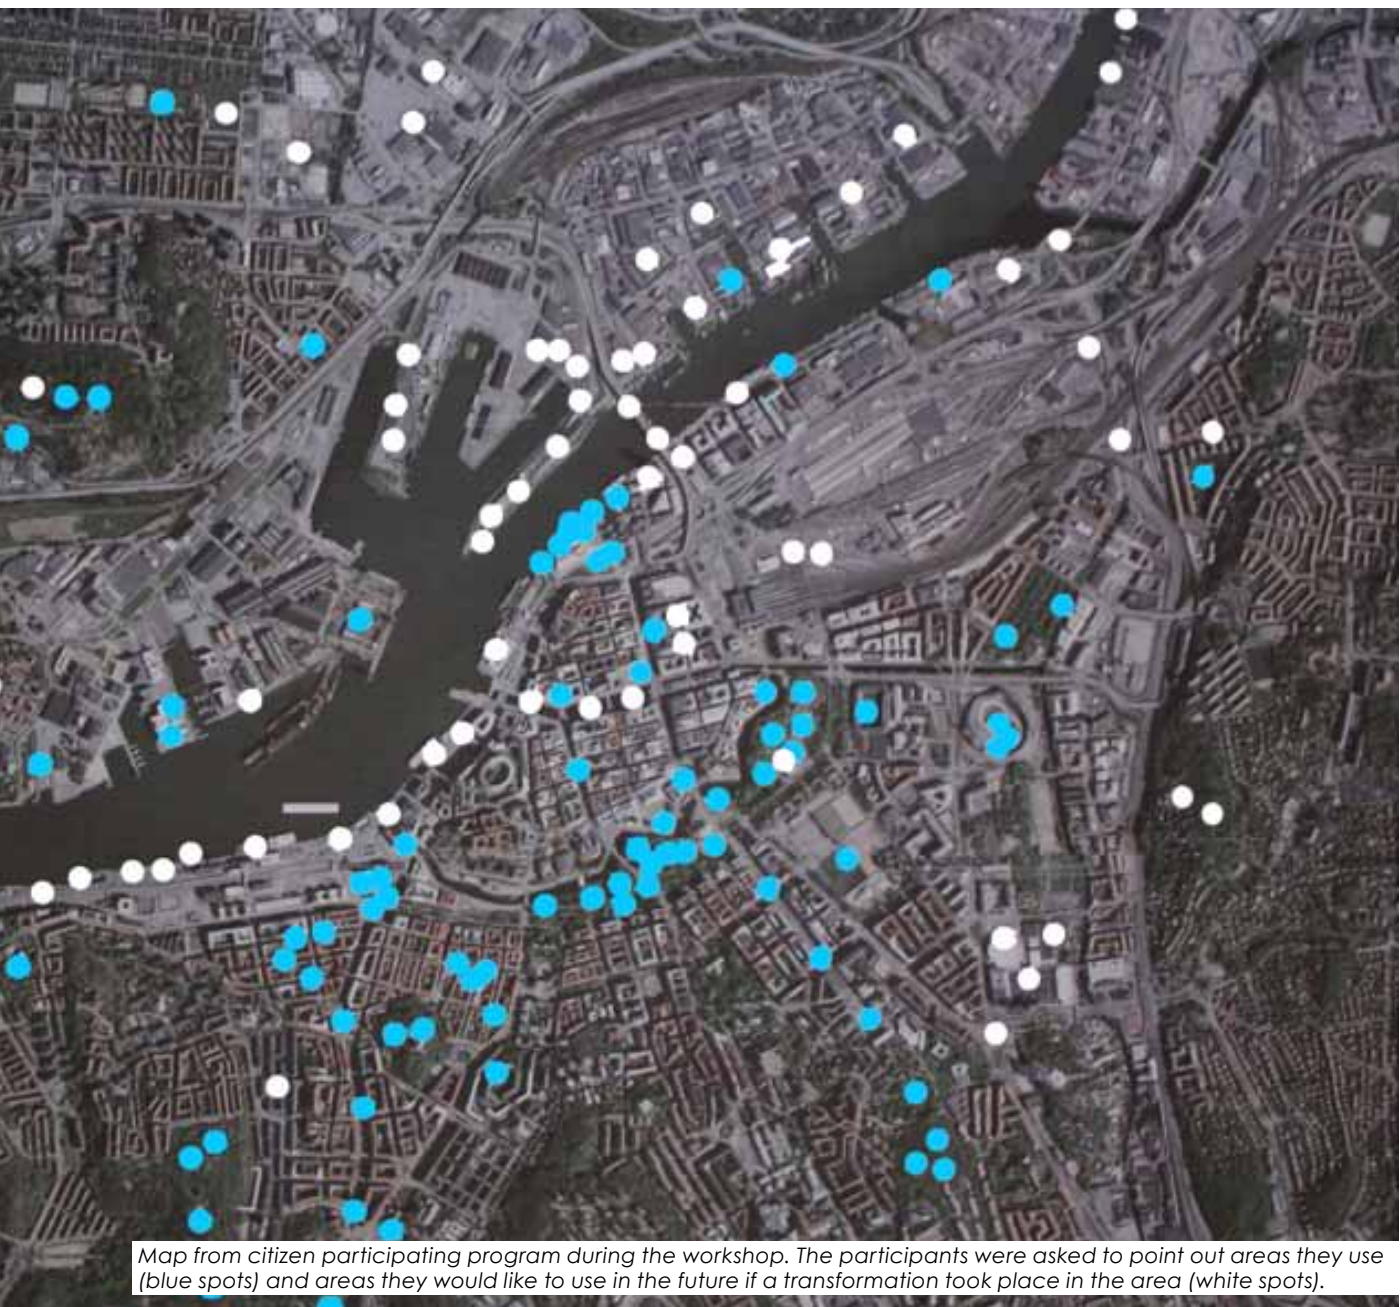 Map from citizen participating program during the workshop. The participants were asked to point out areas they use
(blue spots) and areas they would like to use in the future if a transformation took place in the area (white spots).